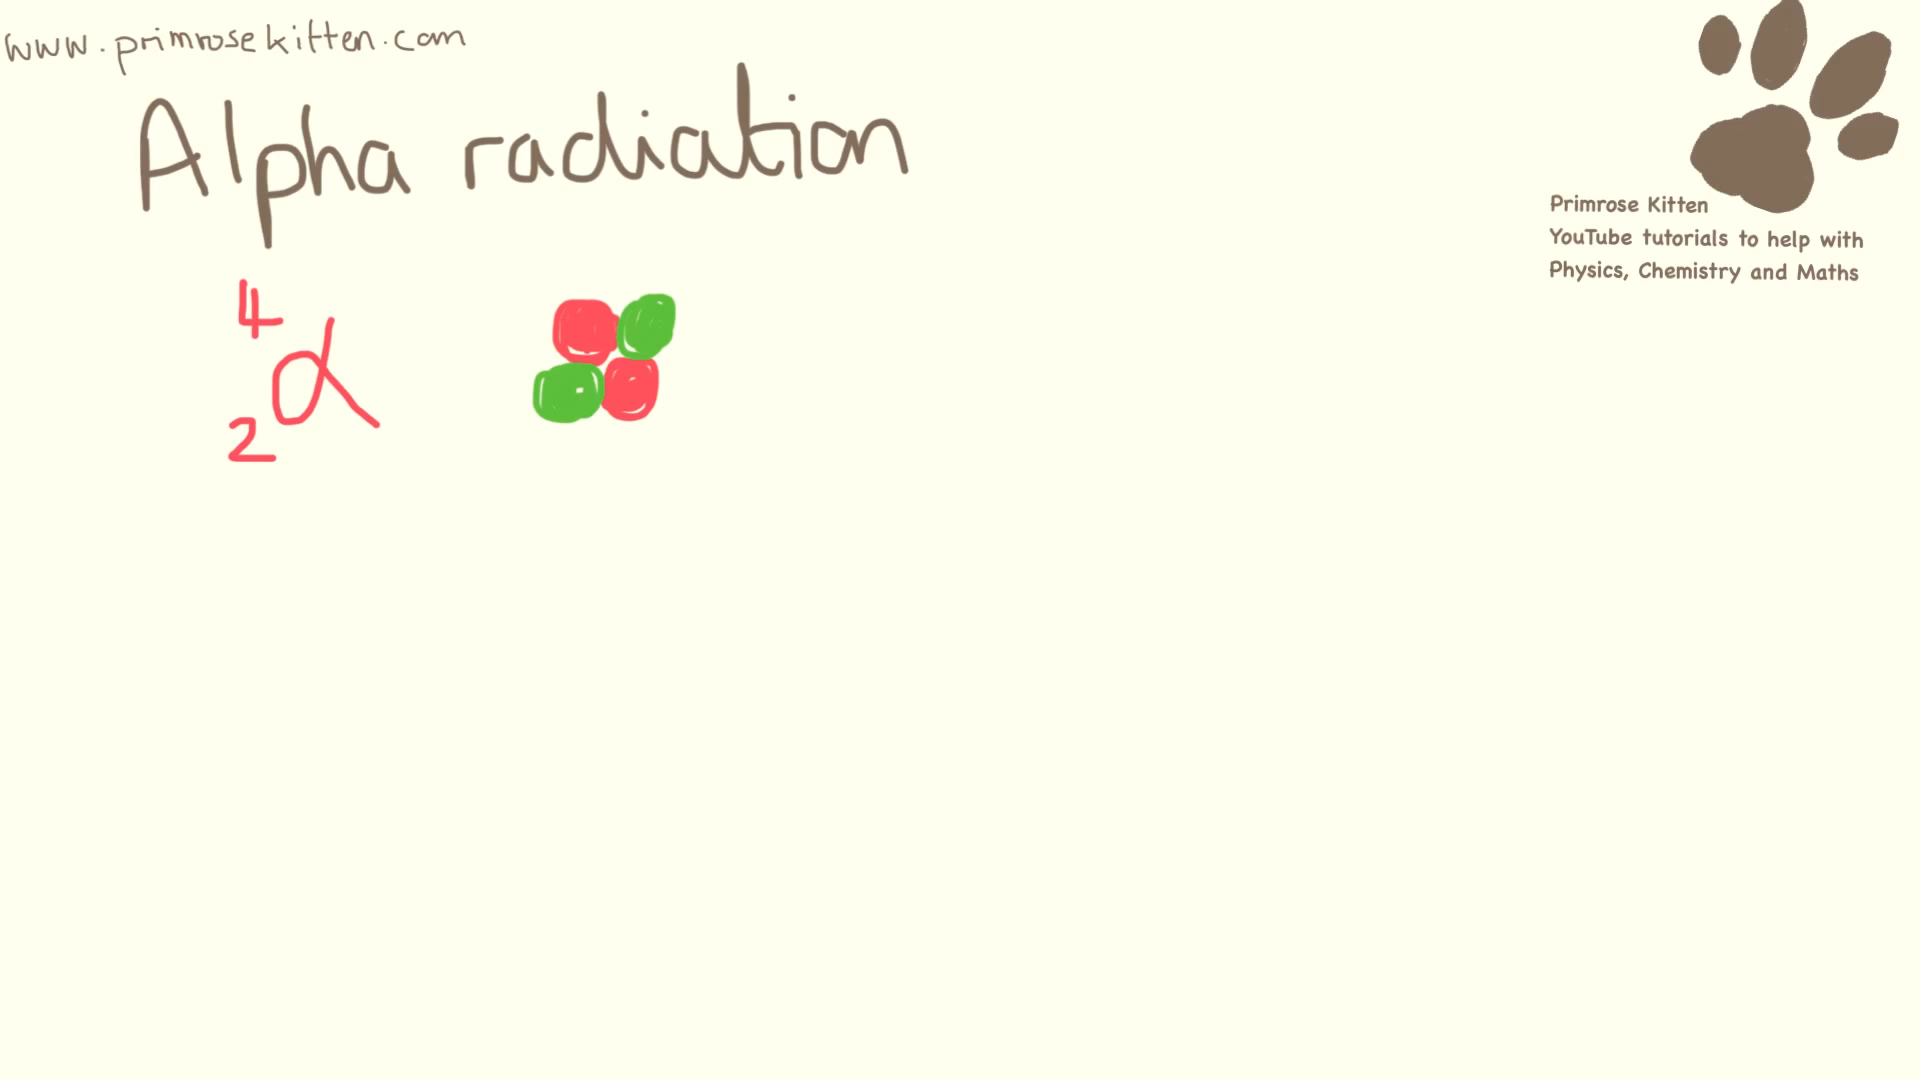 www.primrosekitten.com
Alpha radiation
Primrose Kitten
YouTube tutorials to help with
Physics, Chemistry and Maths
4
α
2